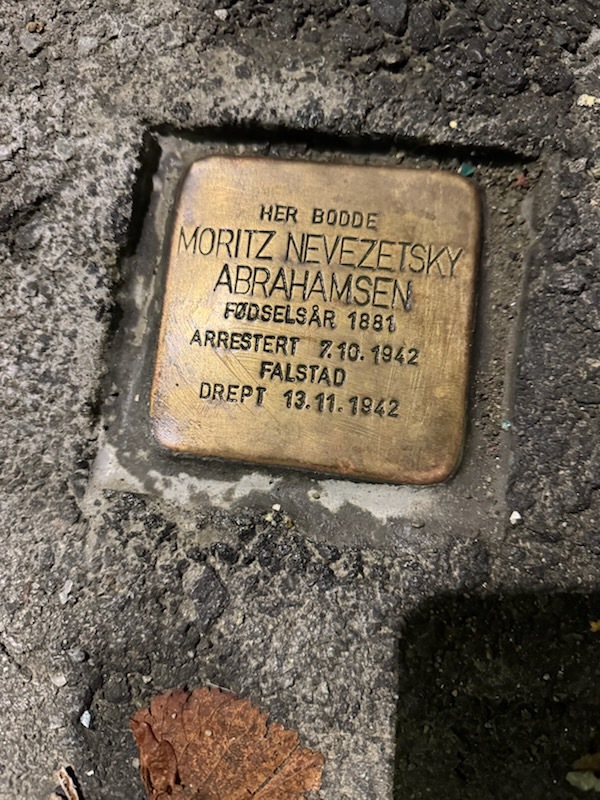 HER BODDE
MORITZ NEVEZETSKY
ABRAHAMSEN
FØDSELSÅR 1881
ARRESTERT 7.10.1942
FALSTAD
DREPT 13.11.1942